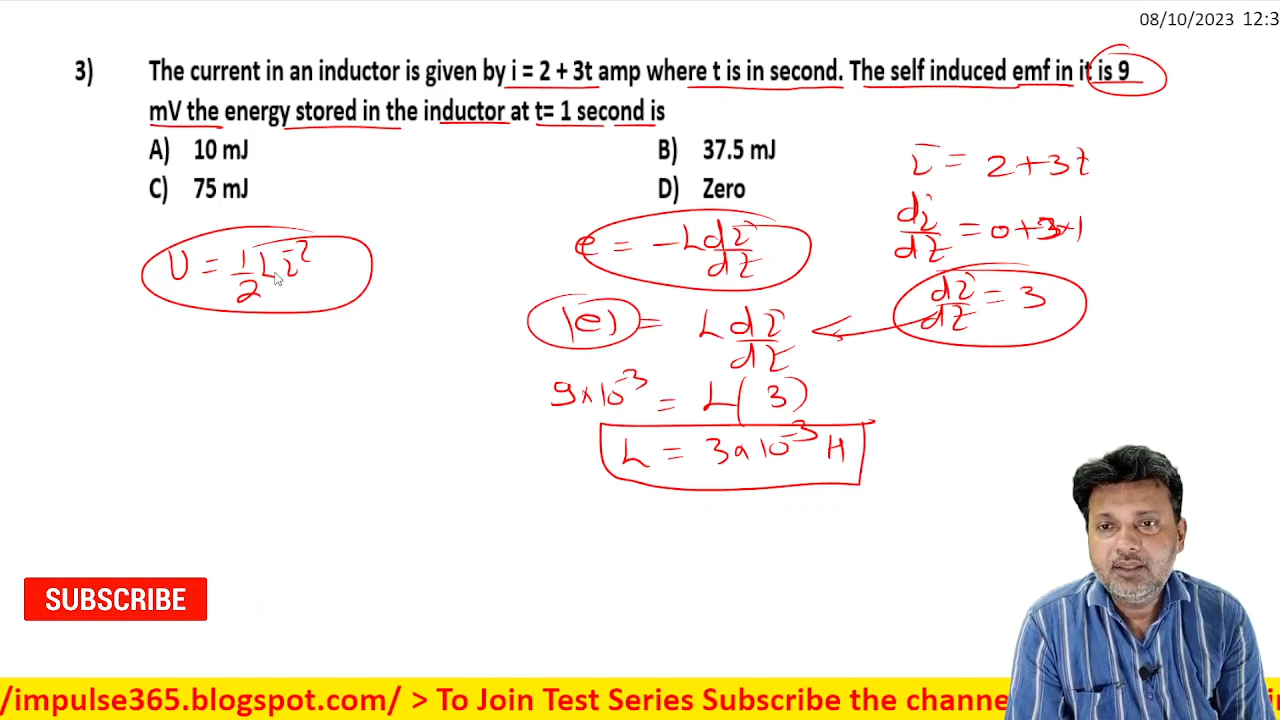 08/10/2023 12:3
3) The current in an inductor is given by i = 2 + 3t amp where t is in second. The self induced emf in it is 9
mV the energy stored in the inductor at t= 1 second is
A) 10 mJ B) 37.5 mJ
C) 75 mJ D) Zero
i = 2+3t
di/dt = 0+3×1
di/dt = 3
e = -L di/dt
|e| = L di/dt
9×10⁻³ = L(3)
L = 3×10⁻³ H
U = 1/2 Li²
SUBSCRIBE
/impulse365.blogspot.com/ > To Join Test Series Subscribe the channe